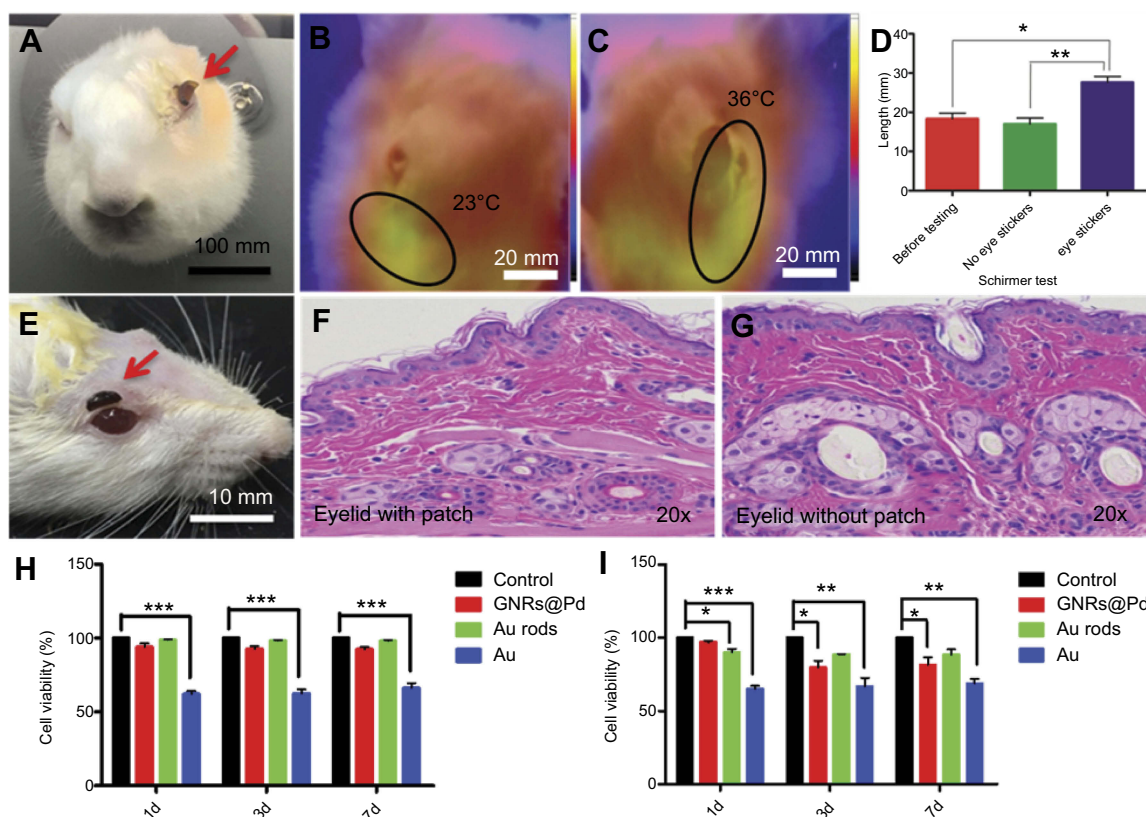 A
100 mm
B
23°C
20 mm
C
36°C
20 mm
D
Length (mm)
40
30
20
10
0
*
**
Before testing
No eye stickers
eye stickers
Schirmer test
E
10 mm
F
Eyelid with patch
20x
G
Eyelid without patch
20x
H
Cell viability (%)
150
100
50
0
***
***
***
1d
3d
7d
Control
GNRs@Pd
Au rods
Au
I
Cell viability (%)
150
100
50
0
***
*
**
*
**
*
1d
3d
7d
Control
GNRs@Pd
Au rods
Au